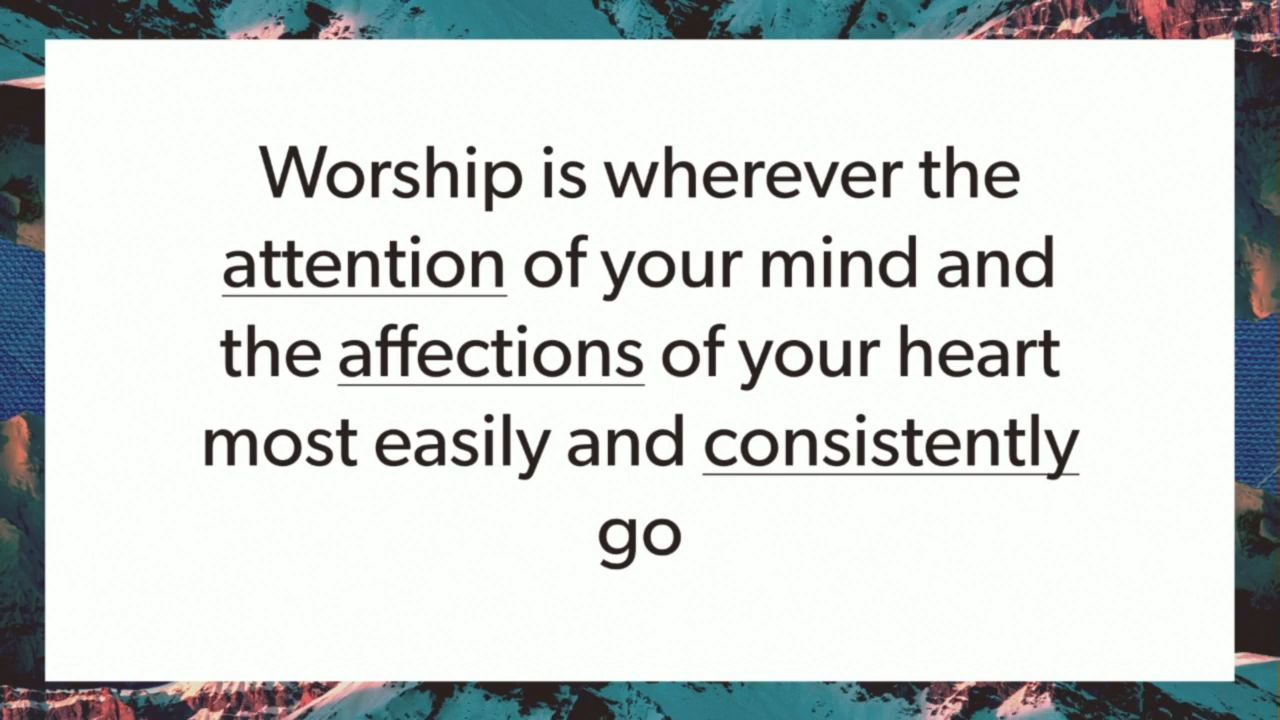 Worship is wherever the
attention of your mind and
the affections of your heart
most easily and consistently
go